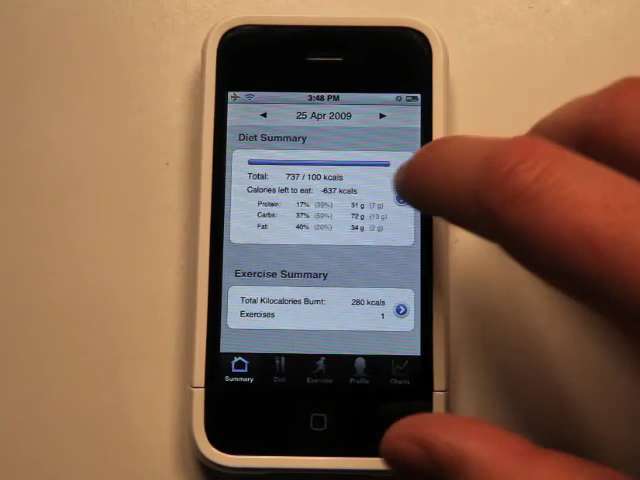 3:48 PM
◄ 25 Apr 2009 ►
Diet Summary
Total: 737 / 100 kcals
Calories left to eat: -637 kcals
Protein: 17% (30%) 31 g (7 g)
Carbs: 37% (50%) 72 g (13 g)
Fat: 40% (20%) 34 g (2 g)
Exercise Summary
Total Kilocalories Burnt: 280 kcals
Exercises 1
Summary Diet Exercise Profile Charts